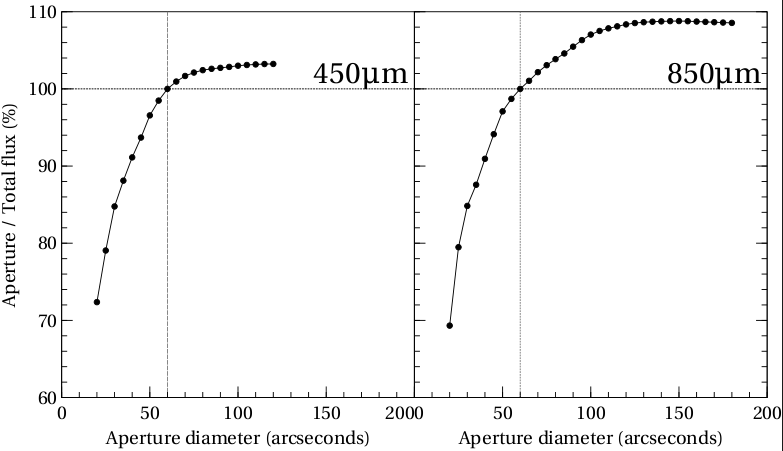 110
100
90
80
70
60
Aperture / Total flux (%)
450µm
850µm
0 50 100 150 200
0 50 100 150 200
Aperture diameter (arcseconds)
Aperture diameter (arcseconds)